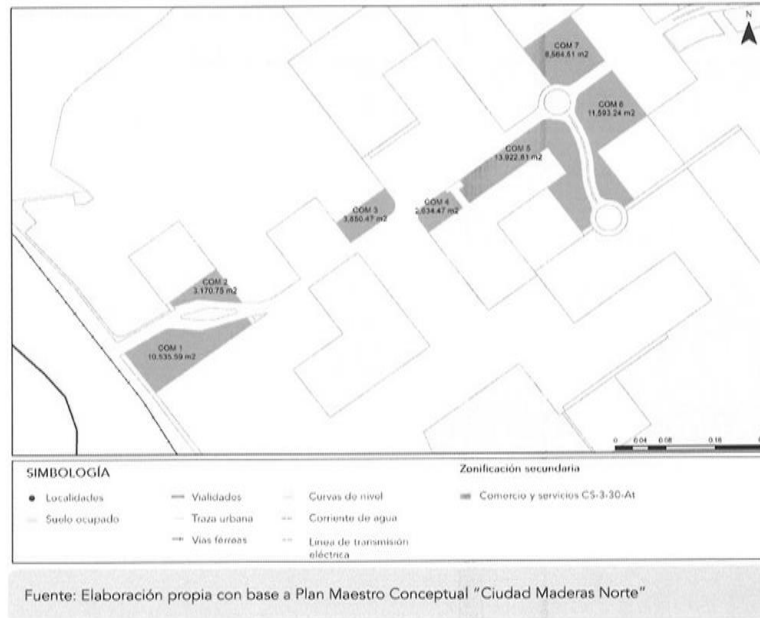 N
COM 7
8,564.61 m2
COM 6
11,593.24 m2
COM 5
13,922.81 m2
COM 4
2,634.47 m2
COM 3
3,850.47 m2
COM 2
3,170.75 m2
COM 1
10,535.59 m2
0 0.04 0.08 0.16
SIMBOLOGÍA
Localidades
Suelo ocupado
Vialidades
Traza urbana
Vías férreas
Curvas de nivel
Corriente de agua
Línea de transmisión
eléctrica
Zonificación secundaria
Comercio y servicios CS-3-30-At
Fuente: Elaboración propia con base a Plan Maestro Conceptual "Ciudad Maderas Norte"